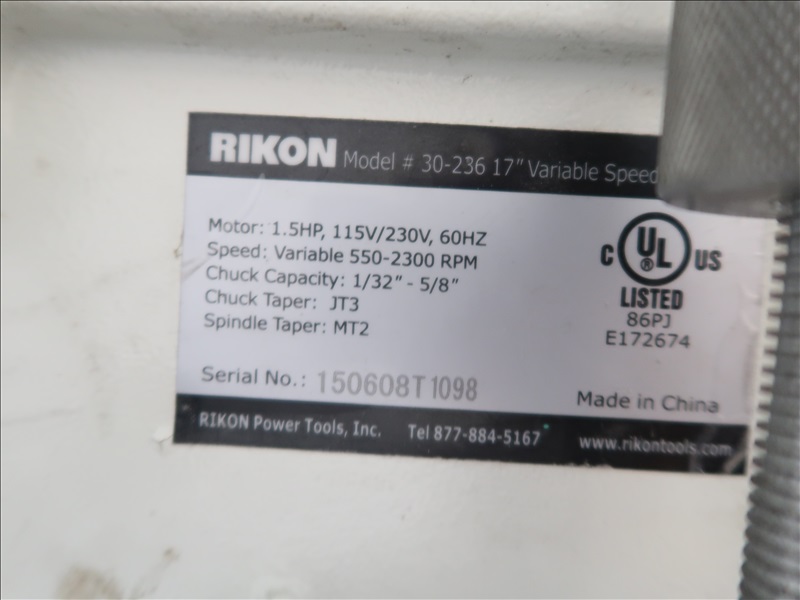 RIKON Model # 30-236 17" Variable Speed
Motor: 1.5HP, 115V/230V, 60HZ
Speed: Variable 550-2300 RPM
Chuck Capacity: 1/32" - 5/8"
Chuck Taper: JT3
Spindle Taper: MT2
C UL® US
LISTED
86PJ
E172674
Serial No.: 150608T1098
Made in China
RIKON Power Tools, Inc. Tel 877-884-5167 www.rikontools.com